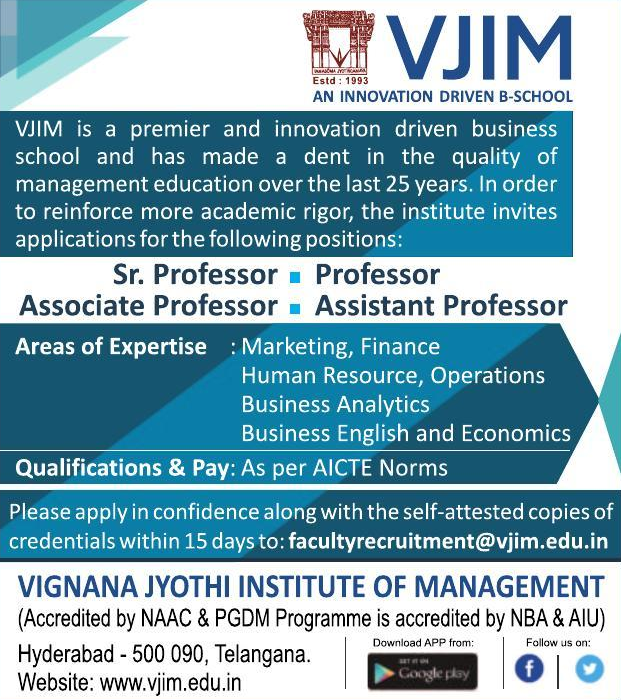 VIGNANA JYOTHI
Estd : 1993
VJIM
AN INNOVATION DRIVEN B-SCHOOL
VJIM is a premier and innovation driven business
school and has made a dent in the quality of
management education over the last 25 years. In order
to reinforce more academic rigor, the institute invites
applications for the following positions:
Sr. Professor ▪ Professor
Associate Professor ▪ Assistant Professor
Areas of Expertise : Marketing, Finance
Human Resource, Operations
Business Analytics
Business English and Economics
Qualifications & Pay: As per AICTE Norms
Please apply in confidence along with the self-attested copies of
credentials within 15 days to: facultyrecruitment@vjim.edu.in
VIGNANA JYOTHI INSTITUTE OF MANAGEMENT
(Accredited by NAAC & PGDM Programme is accredited by NBA & AIU)
Hyderabad - 500 090, Telangana.
Website: www.vjim.edu.in
Download APP from:
GET IT ON
Google play
Follow us on: